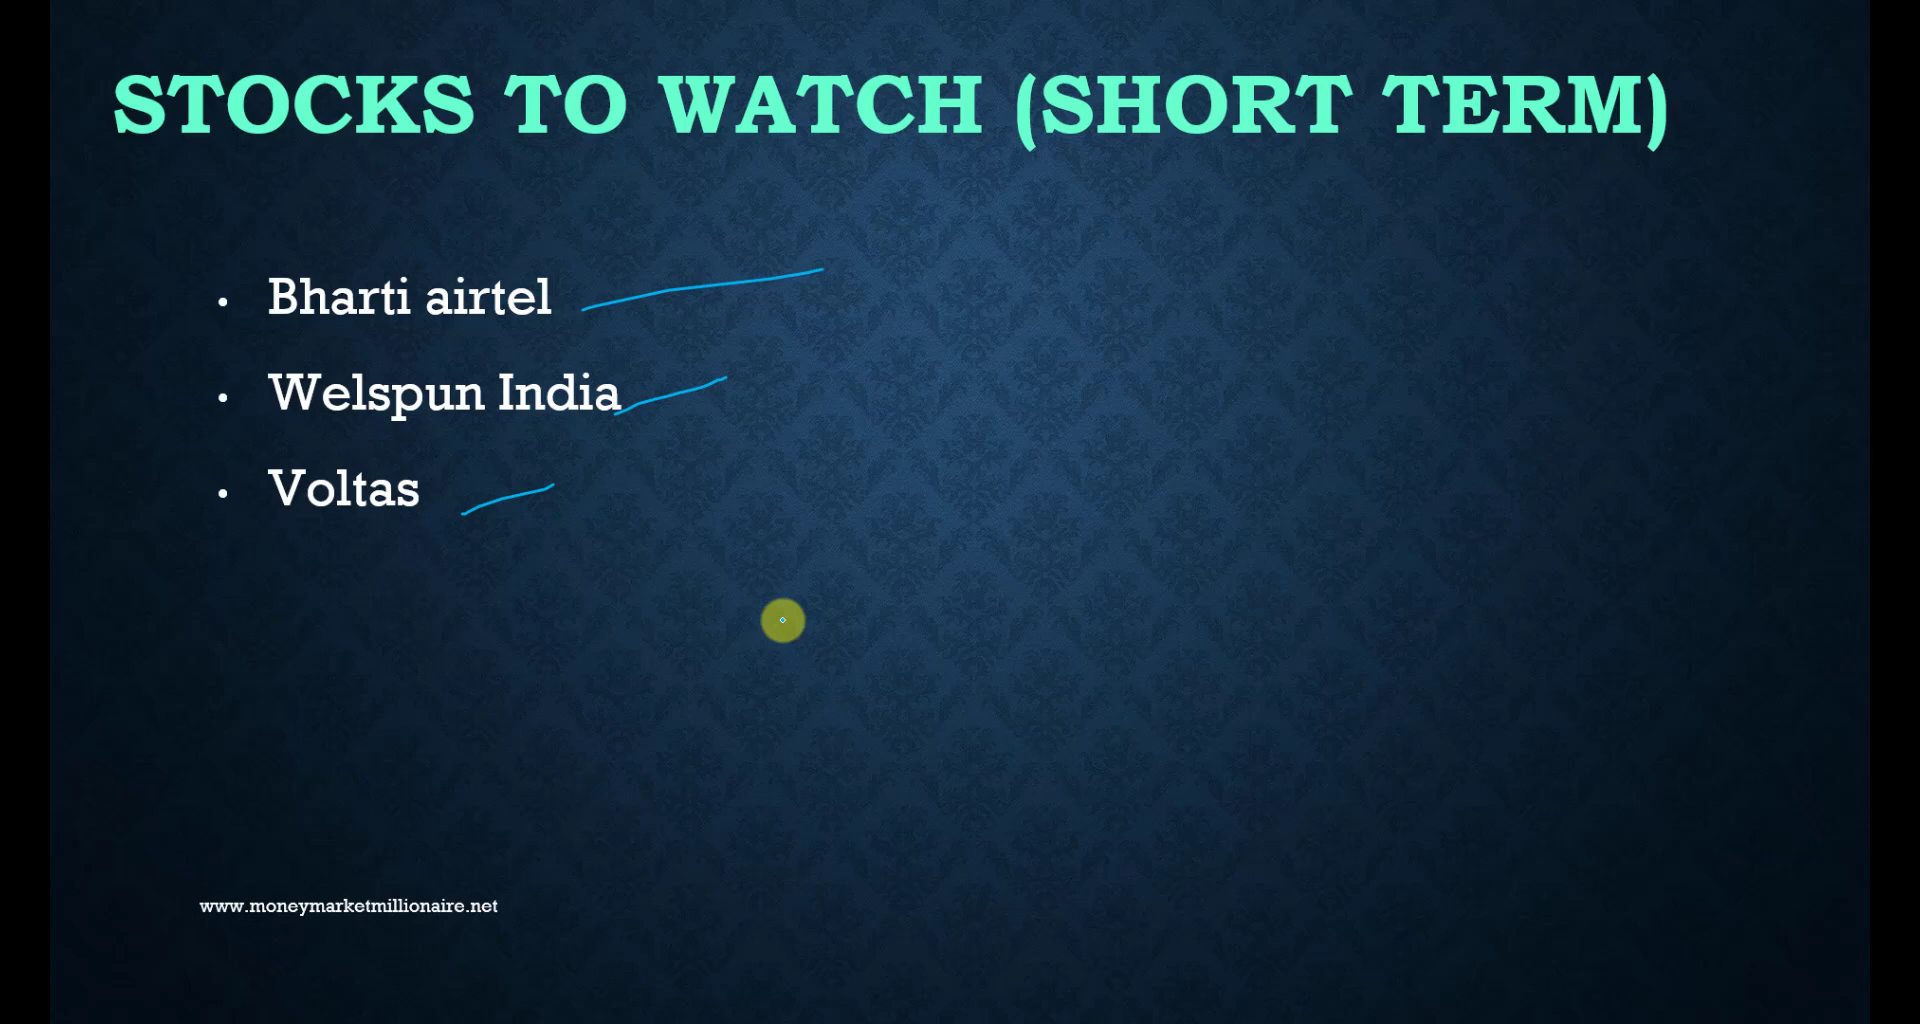 STOCKS TO WATCH (SHORT TERM)
• Bharti airtel
• Welspun India
• Voltas
www.moneymarketmillionaire.net